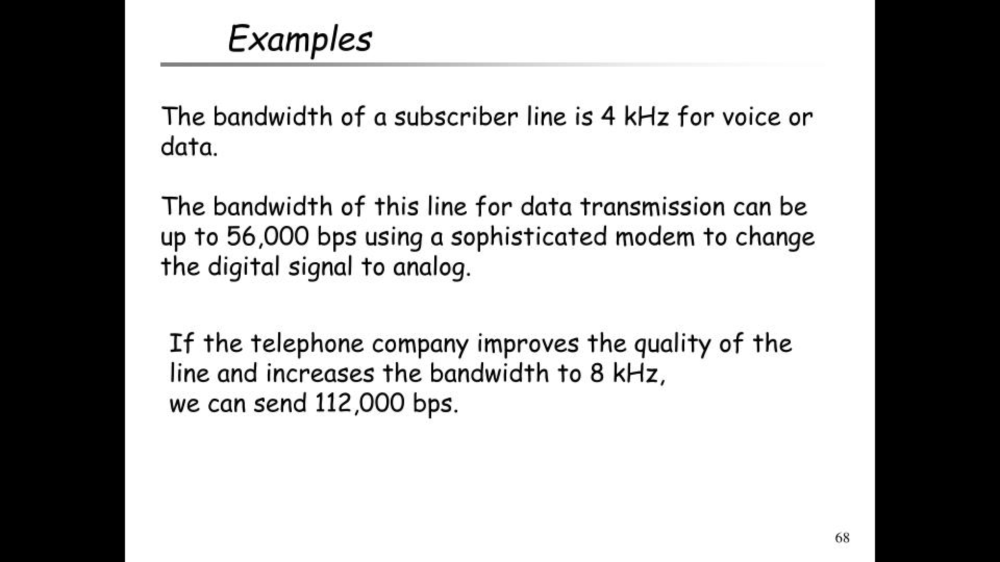 Examples
The bandwidth of a subscriber line is 4 kHz for voice or
data.
The bandwidth of this line for data transmission can be
up to 56,000 bps using a sophisticated modem to change
the digital signal to analog.
If the telephone company improves the quality of the
line and increases the bandwidth to 8 kHz,
we can send 112,000 bps.
68